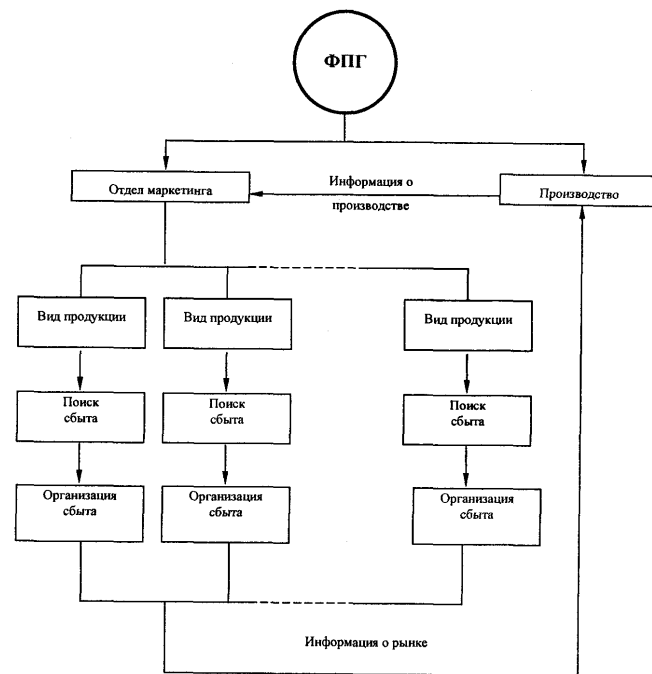 ФПГ
Отдел маркетинга
Информация о
производстве
Производство
Вид продукции
Вид продукции
Вид продукции
Поиск
сбыта
Поиск
сбыта
Поиск
сбыта
Организация
сбыта
Организация
сбыта
Организация
сбыта
Информация о рынке